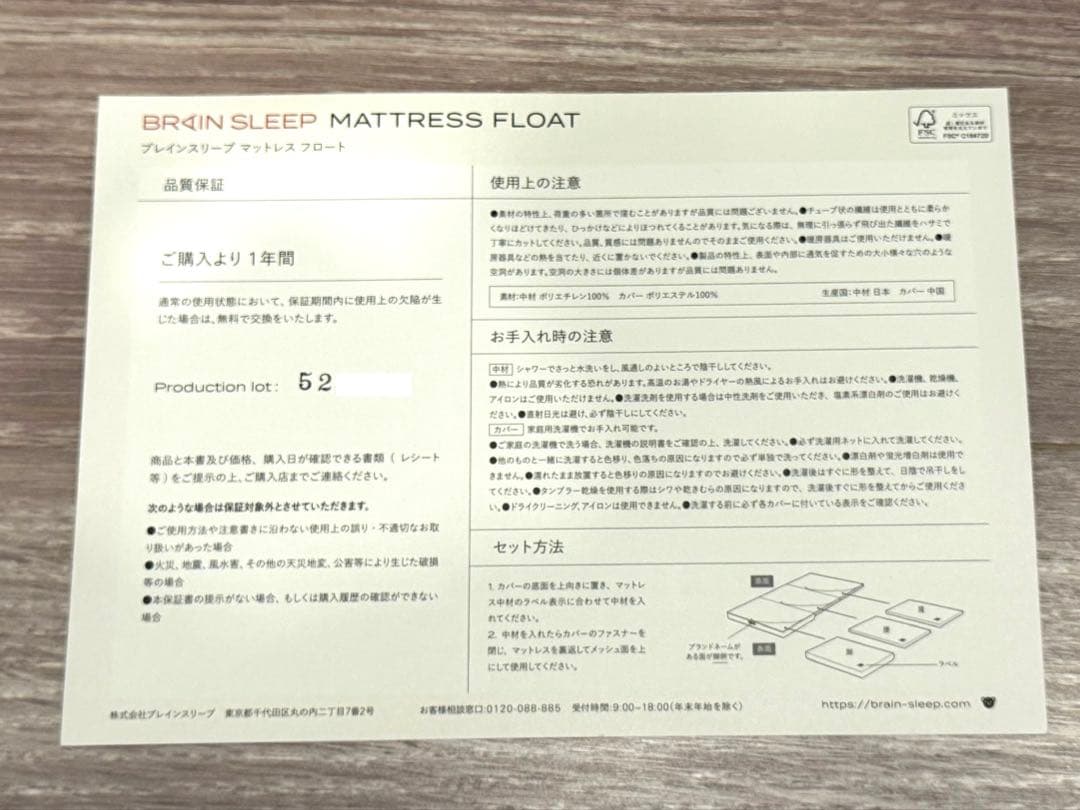 BRAIN SLEEP MATTRESS FLOAT
ブレインスリープ マットレス フロート
ミックス
FSC
品質保証
ご購入より1年間
通常の使用状態において、保証期間内に使用上の欠陥が生
じた場合は、無料で交換をいたします。
Production lot: 52
商品と本書及び価格、購入日が確認できる書類（レシート
等）をご提示の上、ご購入店までご連絡ください。
次のような場合は保証対象外とさせていただきます。
●ご使用方法や注意書きに沿わない使用上の誤り・不適切なお取
り扱いがあった場合
●火災、地震、風水害、その他の天災地変、公害等により生じた破損
等の場合
●本保証書の提示がない場合、もしくは購入履歴の確認ができない
場合
使用上の注意
●素材の特性上、荷重の多い箇所で窪むことがありますが品質には問題ございません。●チューブ状の繊維は使用とともに柔らか
くなりほどけてきたり、ひっかけなどによりほつれてくることがあります。気になる際は、無理に引っ張らず飛び出た繊維をハサミで
丁寧にカットしてください。品質、質感には問題ありませんのでそのままご使用ください。●暖房器具はご使用いただけません。●暖
房器具などの熱を当てたり、近くに置かないでください。●製品の特性上、表面や内部に通気を促すための大小様々な穴のような
空洞があります。空洞の大きさには個体差がありますが品質には問題ありません。
素材:中材 ポリエチレン100% カバー ポリエステル100% 生産国:中材 日本 カバー 中国
お手入れ時の注意
中材 シャワーでさっと水洗いをし、風通しのよいところで陰干ししてください。
●熱により品質が劣化する恐れがあります。高温のお湯やドライヤーの熱風によるお手入れはお避けください。●洗濯機、乾燥機、
アイロンはご使用いただけません。●洗濯洗剤を使用する場合は中性洗剤をご使用いただき、塩素系漂白剤のご使用はお避けく
ださい。●直射日光は避け、必ず陰干しにしてください。
カバー 家庭用洗濯機でお手入れ可能です。
●ご家庭の洗濯機で洗う場合、洗濯機の説明書をご確認の上、洗濯してください。●必ず洗濯用ネットに入れて洗濯してください。
●他のものと一緒に洗濯すると色移り、色落ちの原因になりますので必ず単独で洗ってください。●漂白剤や蛍光増白剤は使用で
きません。●濡れたまま放置すると色移りの原因になりますのでお避けください。●洗濯後はすぐに形を整えて、日陰で吊干しをし
てください。●タンブラー乾燥を使用する際はシワや乾きむらの原因になりますので、洗濯後すぐに形を整えてからご使用くださ
い。●ドライクリーニング、アイロンは使用できません。●洗濯する前に必ず各カバーに付いている表示をご確認ください。
セット方法
1. カバーの底面を上向きに置き、マットレ
ス中材のラベル表示に合わせて中材を入
れてください。
2. 中材を入れたらカバーのファスナーを
閉じ、マットレスを裏返してメッシュ面を上
にして使用してください。
ブランドネームが
ある面が脚側です。
ラベル
株式会社ブレインスリープ 東京都千代田区丸の内二丁目7番2号 お客様相談窓口:0120-088-885 受付時間:9:00-18:00(年末年始を除く) https://brain-sleep.com